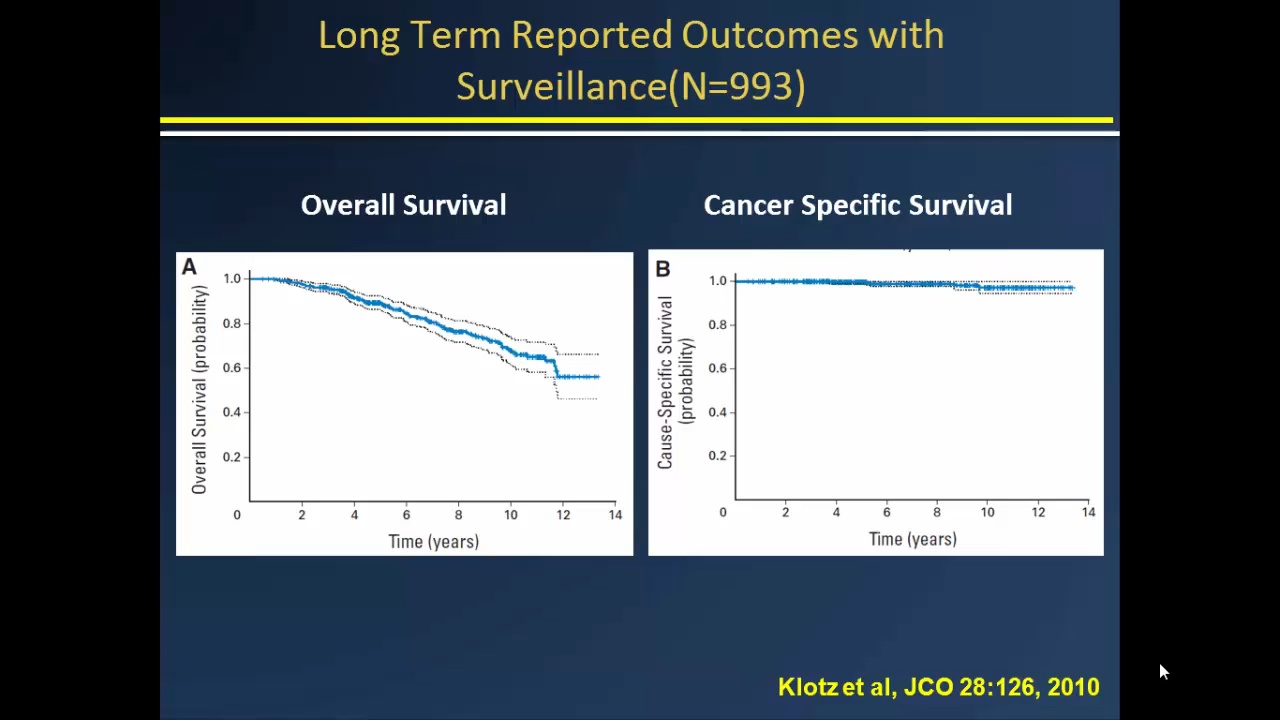 Long Term Reported Outcomes with
Surveillance(N=993)
Overall Survival
Cancer Specific Survival
A
Overall Survival (probability)
1.0
0.8
0.6
0.4
0.2
0 2 4 6 8 10 12 14
Time (years)
B
Cause-Specific Survival
(probability)
1.0
0.8
0.6
0.4
0.2
0 2 4 6 8 10 12 14
Time (years)
Klotz et al, JCO 28:126, 2010